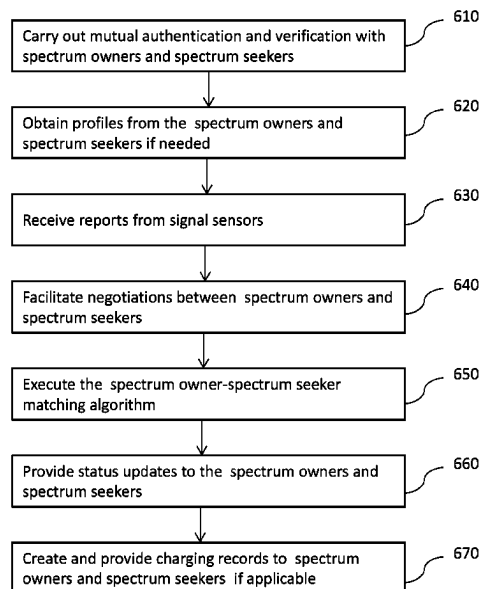 610
Carry out mutual authentication and verification with
spectrum owners and spectrum seekers
620
Obtain profiles from the spectrum owners and
spectrum seekers if needed
630
Receive reports from signal sensors
640
Facilitate negotiations between spectrum owners and
spectrum seekers
650
Execute the spectrum owner-spectrum seeker
matching algorithm
660
Provide status updates to the spectrum owners and
spectrum seekers
670
Create and provide charging records to spectrum
owners and spectrum seekers if applicable